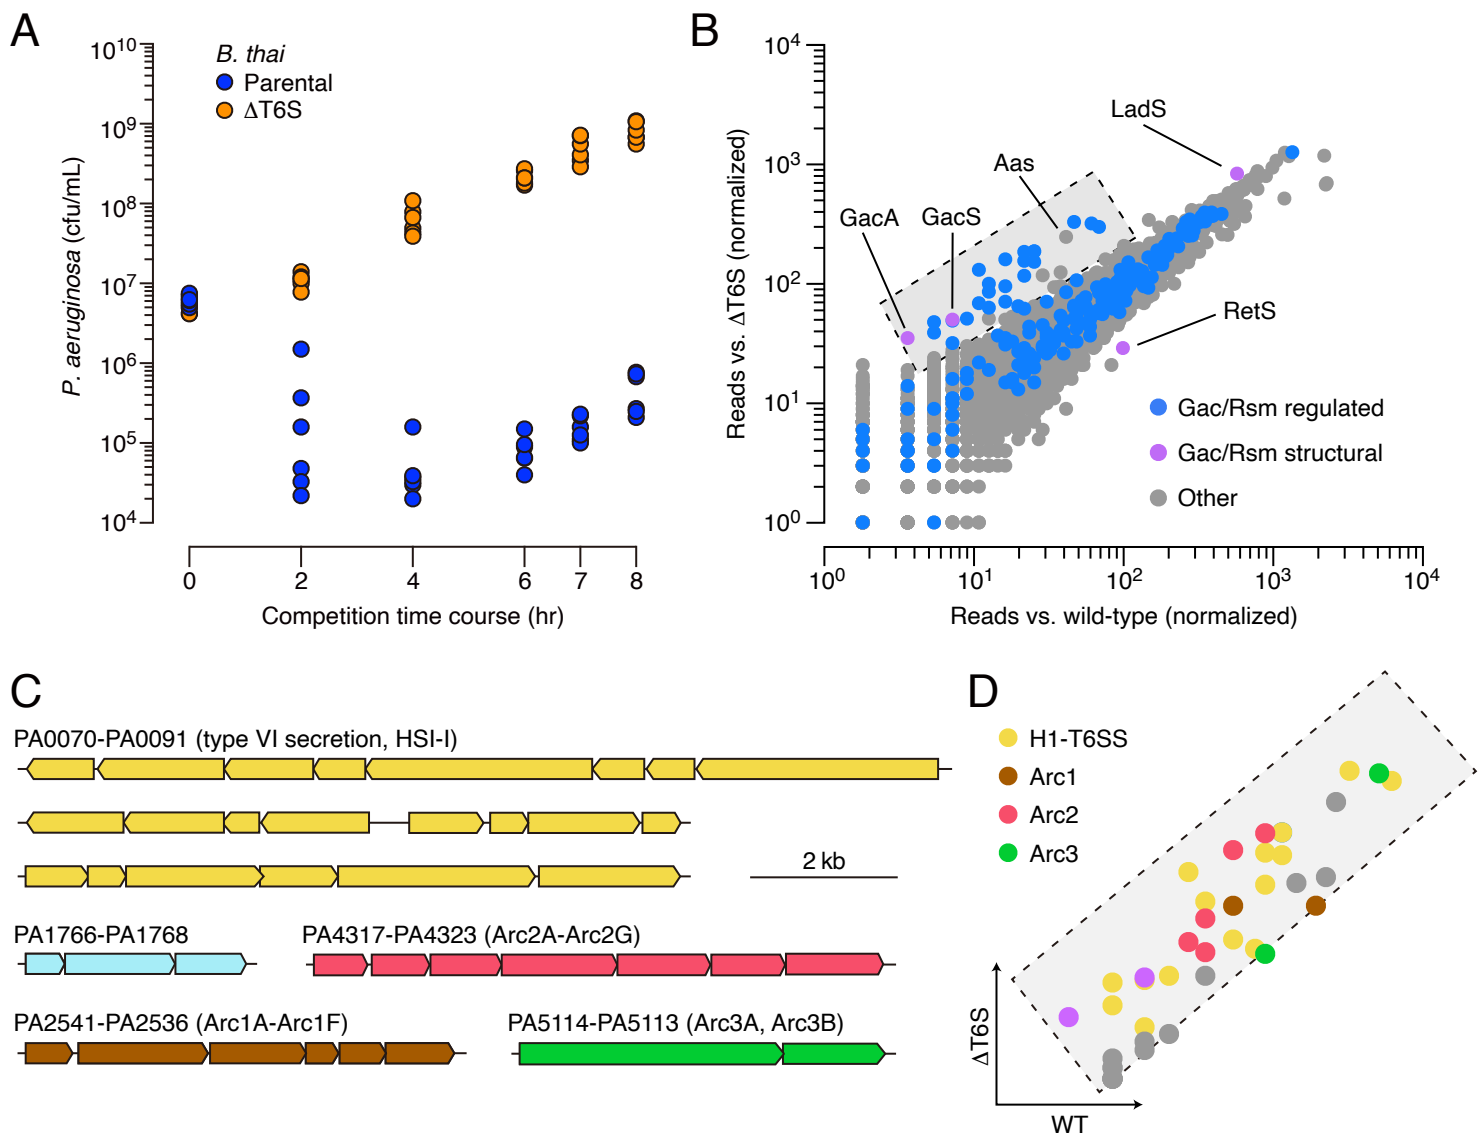 A
B. thai
Parental
ΔT6S
P. aeruginosa (cfu/mL)
10^10
10^9
10^8
10^7
10^6
10^5
10^4
0 2 4 6 7 8
Competition time course (hr)
B
Reads vs. ΔT6S (normalized)
10^4
10^3
10^2
10^1
10^0
LadS
Aas
GacA
GacS
RetS
Gac/Rsm regulated
Gac/Rsm structural
Other
10^0 10^1 10^2 10^3 10^4
Reads vs. wild-type (normalized)
C
PA0070-PA0091 (type VI secretion, HSI-I)
2 kb
PA1766-PA1768
PA4317-PA4323 (Arc2A-Arc2G)
PA2541-PA2536 (Arc1A-Arc1F)
PA5114-PA5113 (Arc3A, Arc3B)
D
H1-T6SS
Arc1
Arc2
Arc3
ΔT6S
WT